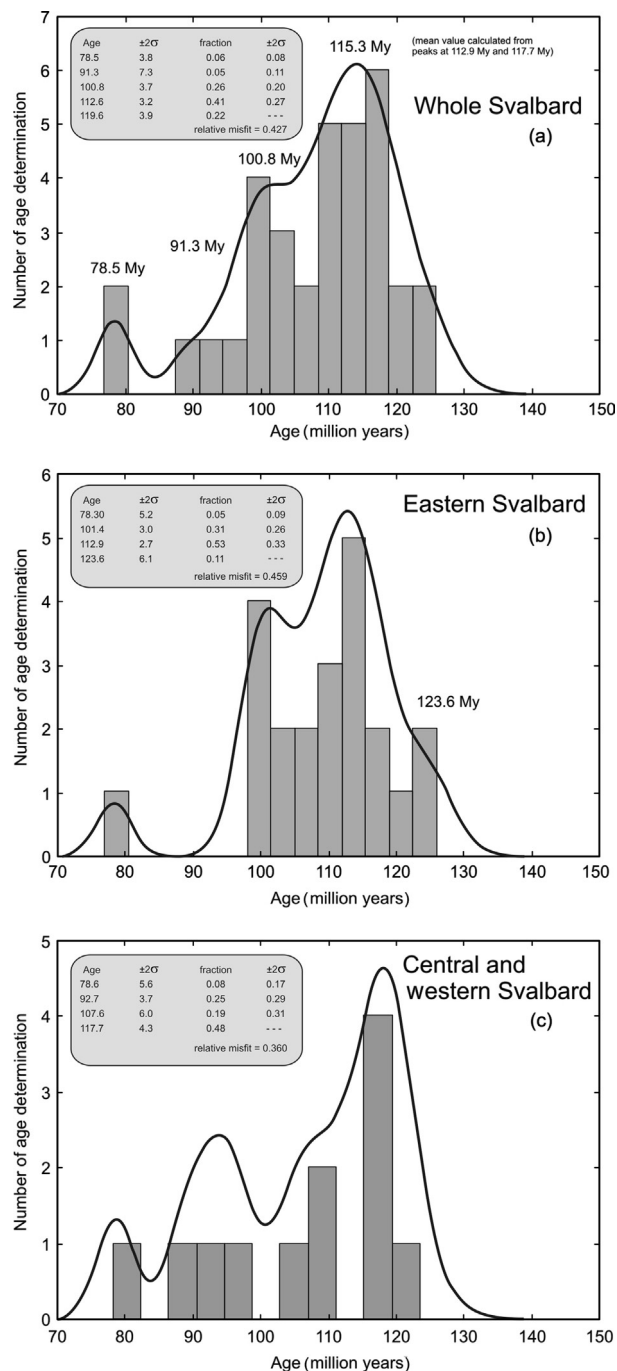 Number of age determination
7
6
5
4
3
2
1
0
Age ±2σ fraction ±2σ
78.5 3.8 0.06 0.08
91.3 7.3 0.05 0.11
100.8 3.7 0.26 0.20
112.6 3.2 0.41 0.27
119.6 3.9 0.22 ---
relative misfit = 0.427
115.3 My
(mean value calculated from
peaks at 112.9 My and 117.7 My)
Whole Svalbard
(a)
100.8 My
91.3 My
78.5 My
70 80 90 100 110 120 130 140 150
Age (million years)
Number of age determination
6
5
4
3
2
1
0
Age ±2σ fraction ±2σ
78.30 5.2 0.05 0.09
101.4 3.0 0.31 0.26
112.9 2.7 0.53 0.33
123.6 6.1 0.11 ---
relative misfit = 0.459
Eastern Svalbard
(b)
123.6 My
70 80 90 100 110 120 130 140 150
Age (million years)
Number of age determination
5
4
3
2
1
0
Age ±2σ fraction ±2σ
78.6 5.6 0.08 0.17
92.7 3.7 0.25 0.29
107.6 6.0 0.19 0.31
117.7 4.3 0.48 ---
relative misfit = 0.360
Central and
western Svalbard
(c)
70 80 90 100 110 120 130 140 150
Age (million years)